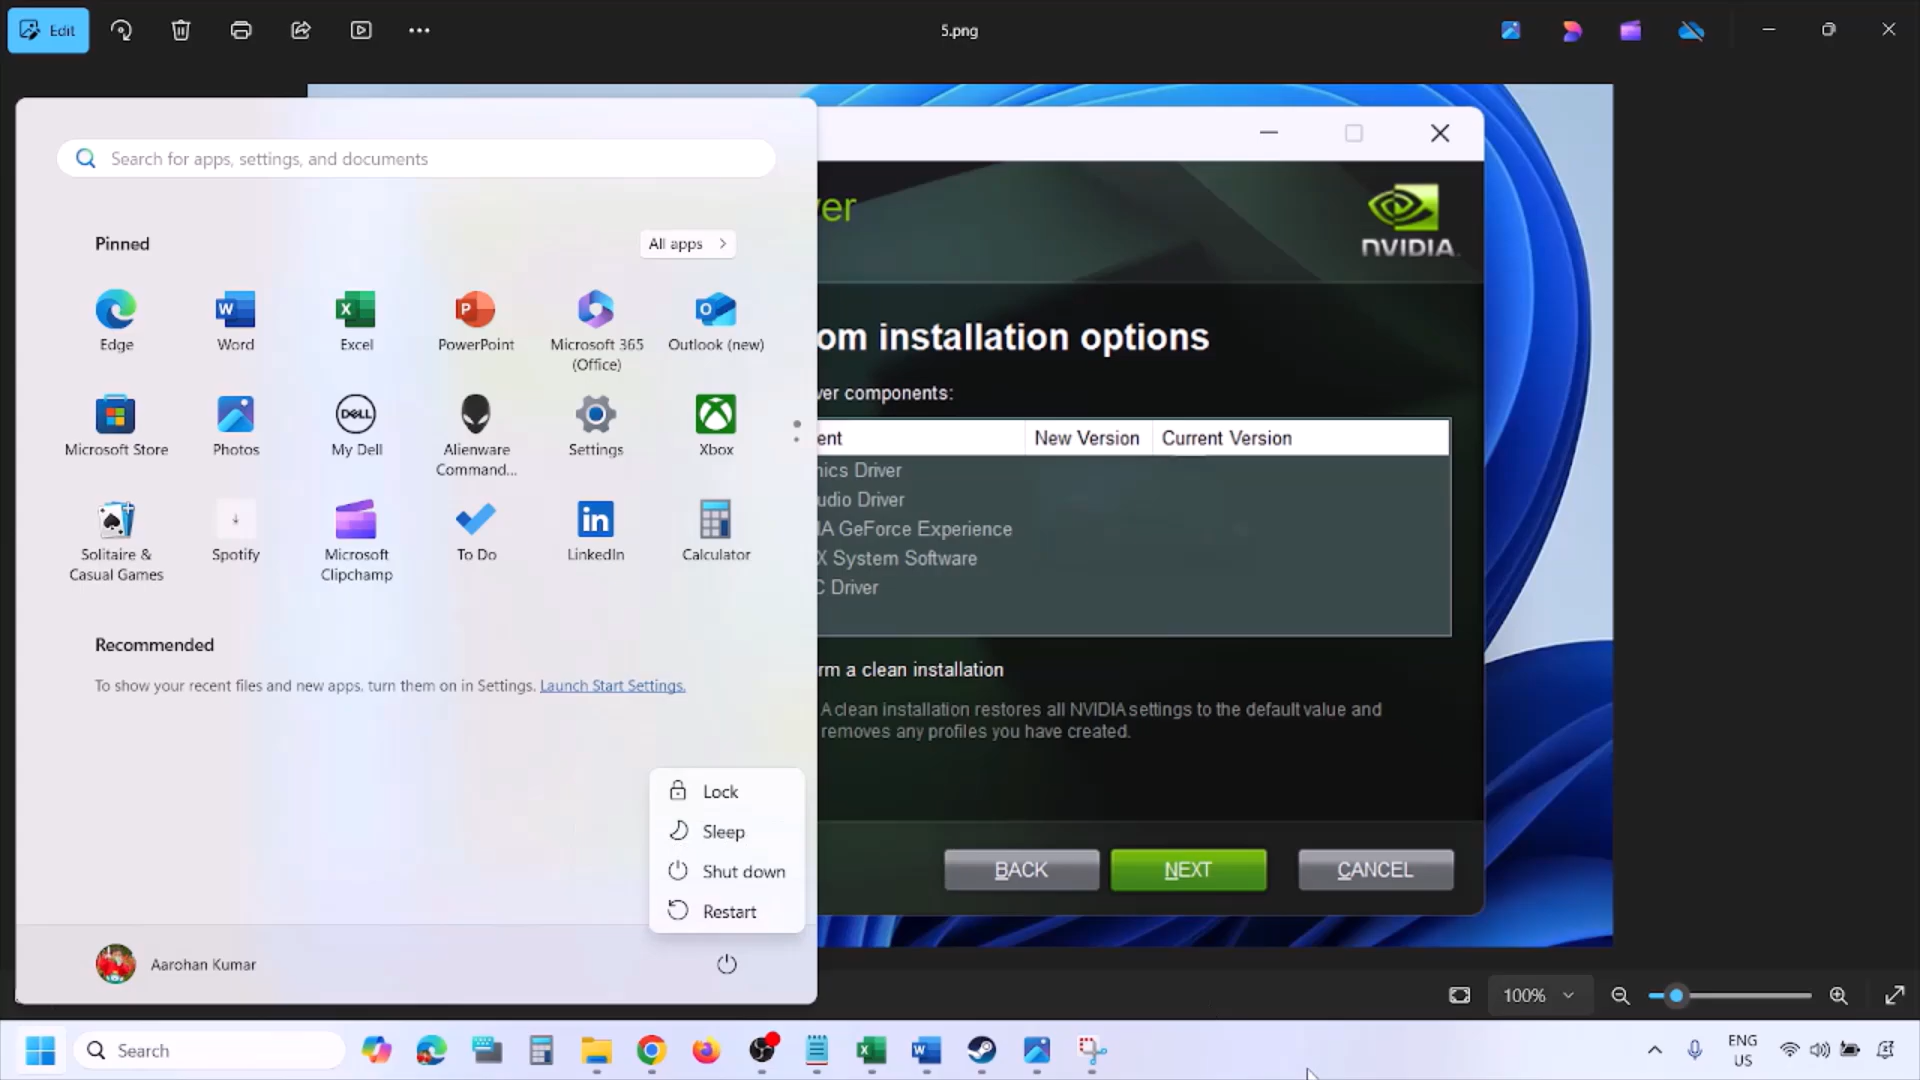 Edit
5.png
Search for apps, settings, and documents
Pinned
All apps
Edge
Word
Excel
PowerPoint
Microsoft 365
(Office)
Outlook (new)
Microsoft Store
Photos
DELL
My Dell
Alienware
Command...
Settings
Xbox
Solitaire &
Casual Games
Spotify
Microsoft
Clipchamp
To Do
LinkedIn
Calculator
Recommended
To show your recent files and new apps, turn them on in Settings. Launch Start Settings.
Lock
Sleep
Shut down
Restart
Aarohan Kumar
ver
NVIDIA.
om installation options
ver components:
ent New Version Current Version
hics Driver
udio Driver
IA GeForce Experience
X System Software
C Driver
rm a clean installation
A clean installation restores all NVIDIA settings to the default value and
removes any profiles you have created.
BACK
NEXT
CANCEL
100%
Search
ENG
US